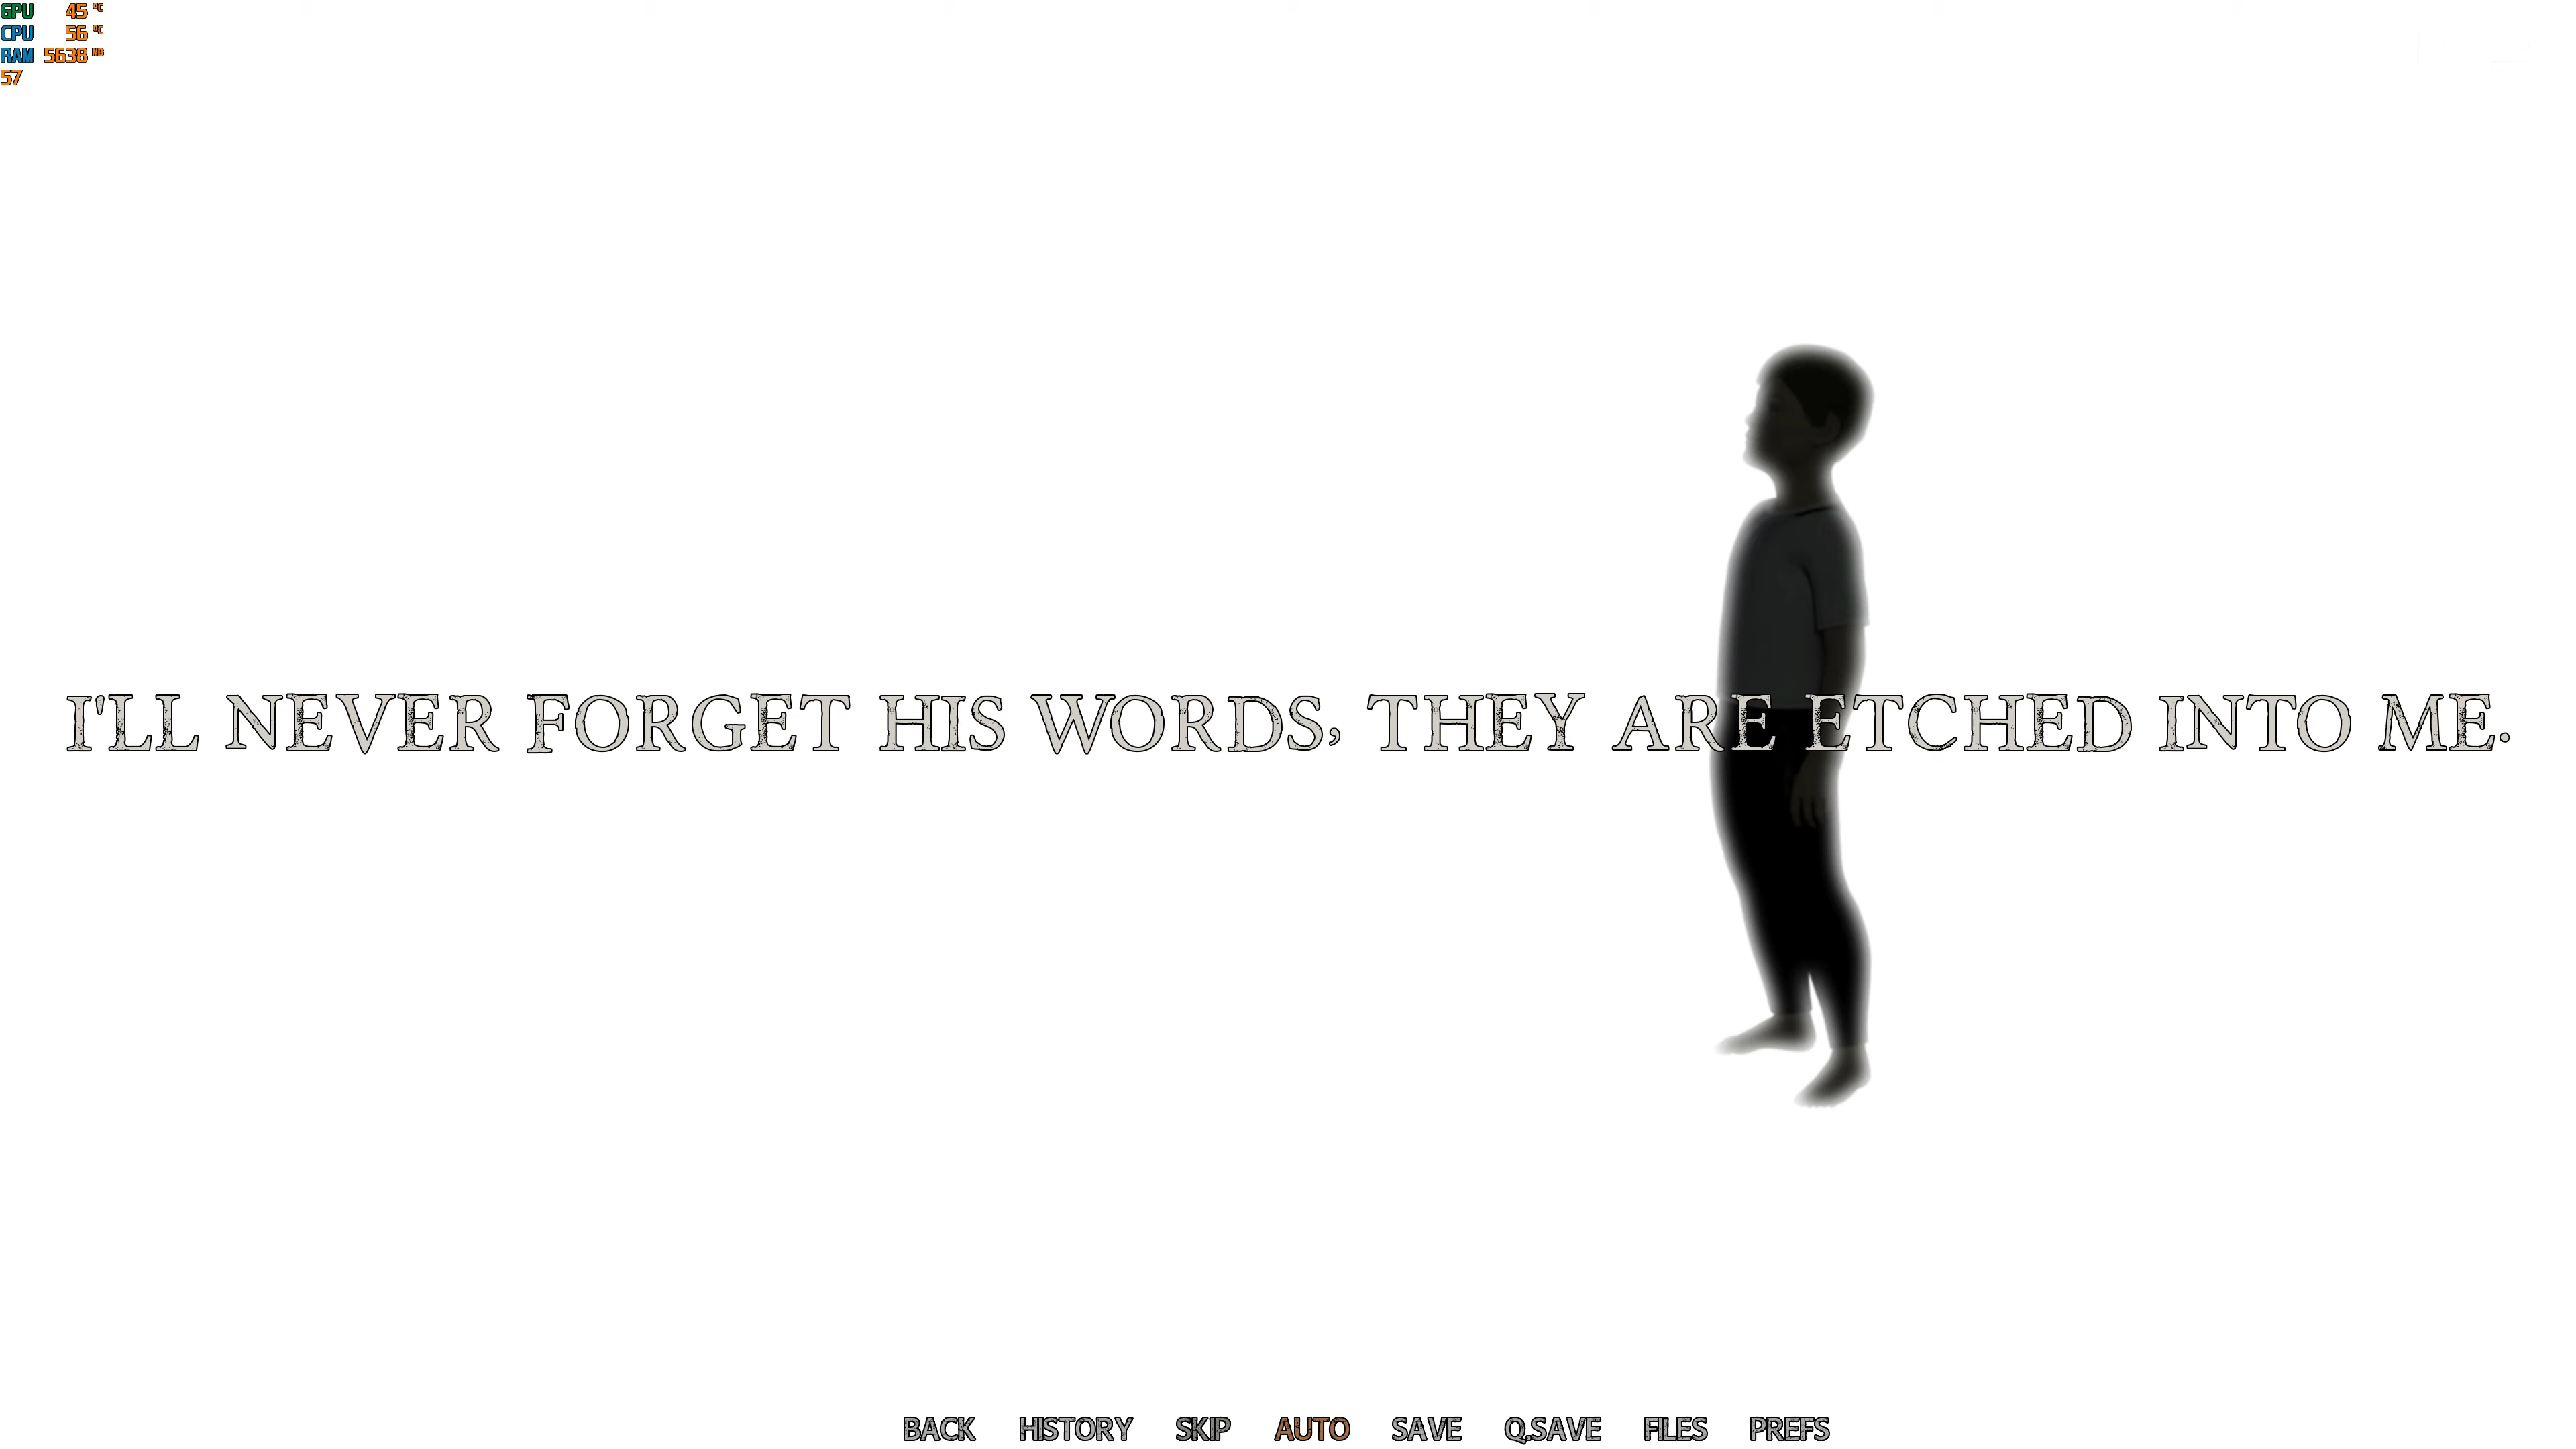 GPU 45 °C
CPU 56 °C
RAM 5638 MB
57
I'LL NEVER FORGET HIS WORDS, THEY ARE ETCHED INTO ME.
BACK HISTORY SKIP AUTO SAVE Q.SAVE FILES PREFS